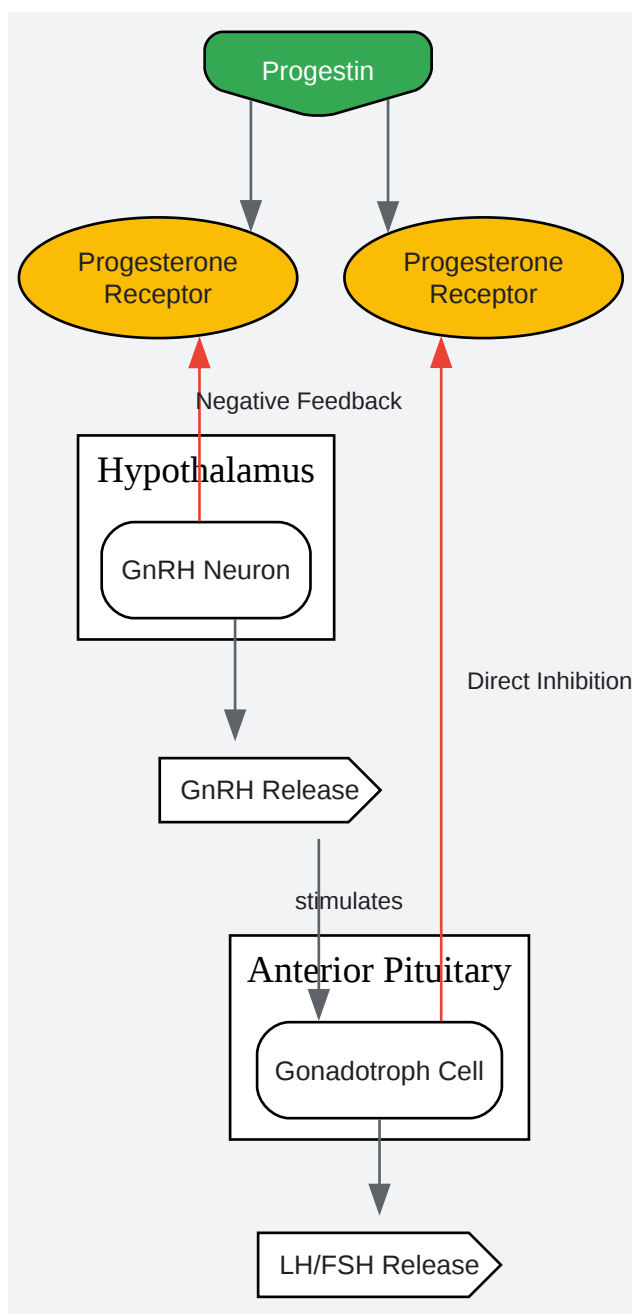 Progestin
Progesterone
Receptor
Progesterone
Receptor
Negative Feedback
Hypothalamus
GnRH Neuron
Direct Inhibition
GnRH Release
stimulates
Anterior Pituitary
Gonadotroph Cell
LH/FSH Release